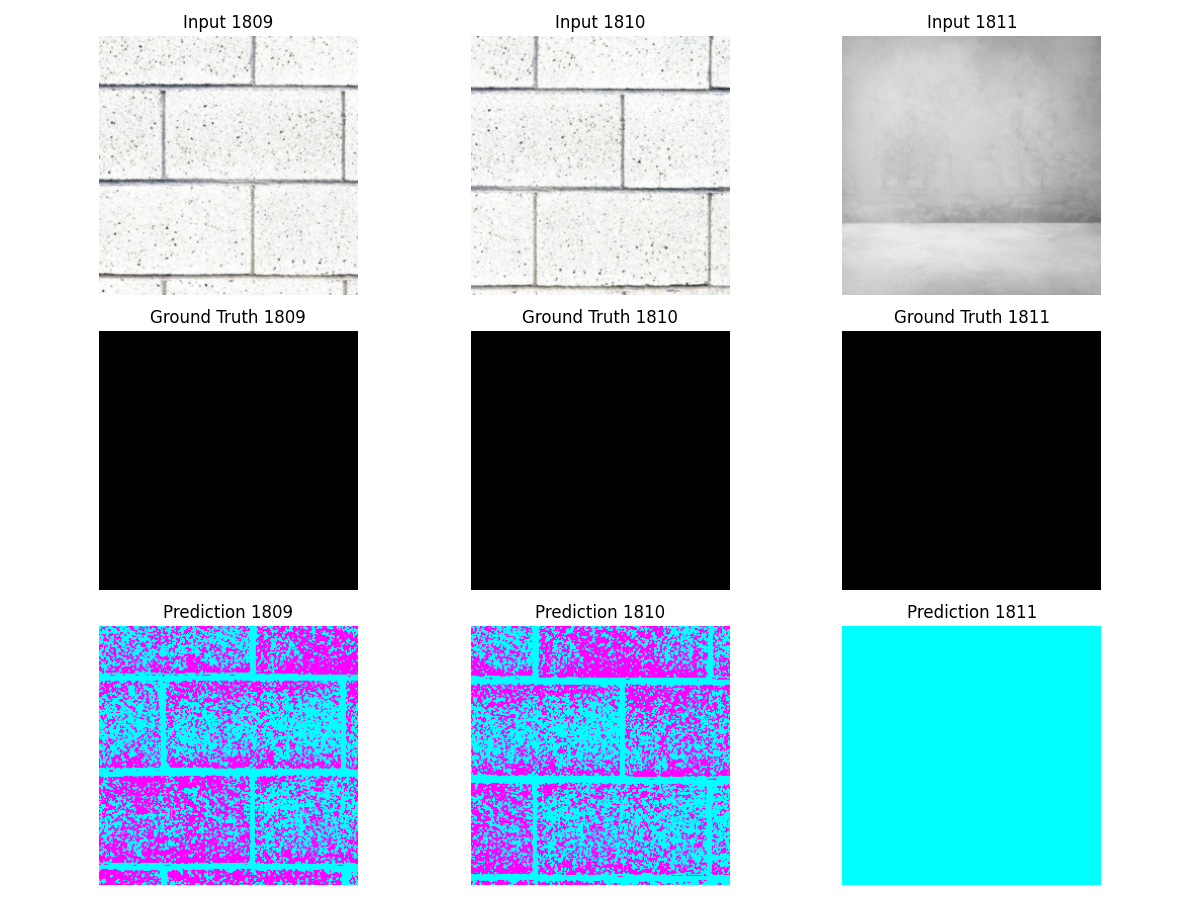 Input 1809
Input 1810
Input 1811
Ground Truth 1809
Ground Truth 1810
Ground Truth 1811
Prediction 1809
Prediction 1810
Prediction 1811